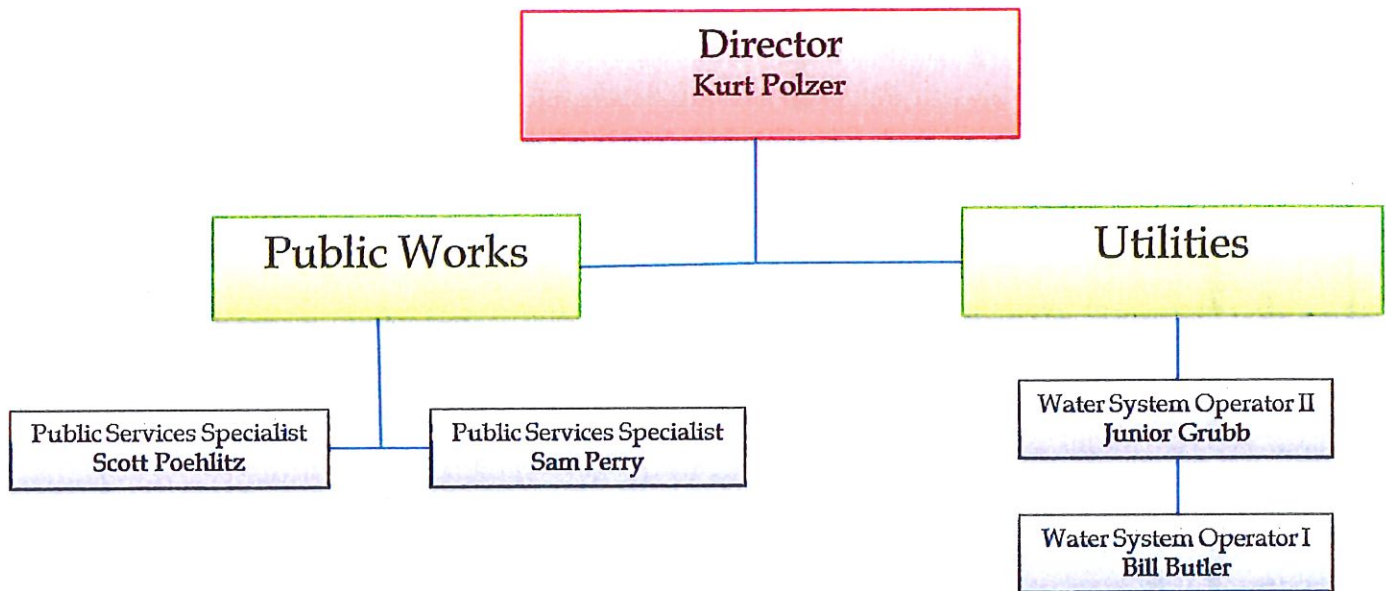 Director
Kurt Polzer
Public Works
Utilities
Public Services Specialist
Scott Poehlitz
Public Services Specialist
Sam Perry
Water System Operator II
Junior Grubb
Water System Operator I
Bill Butler